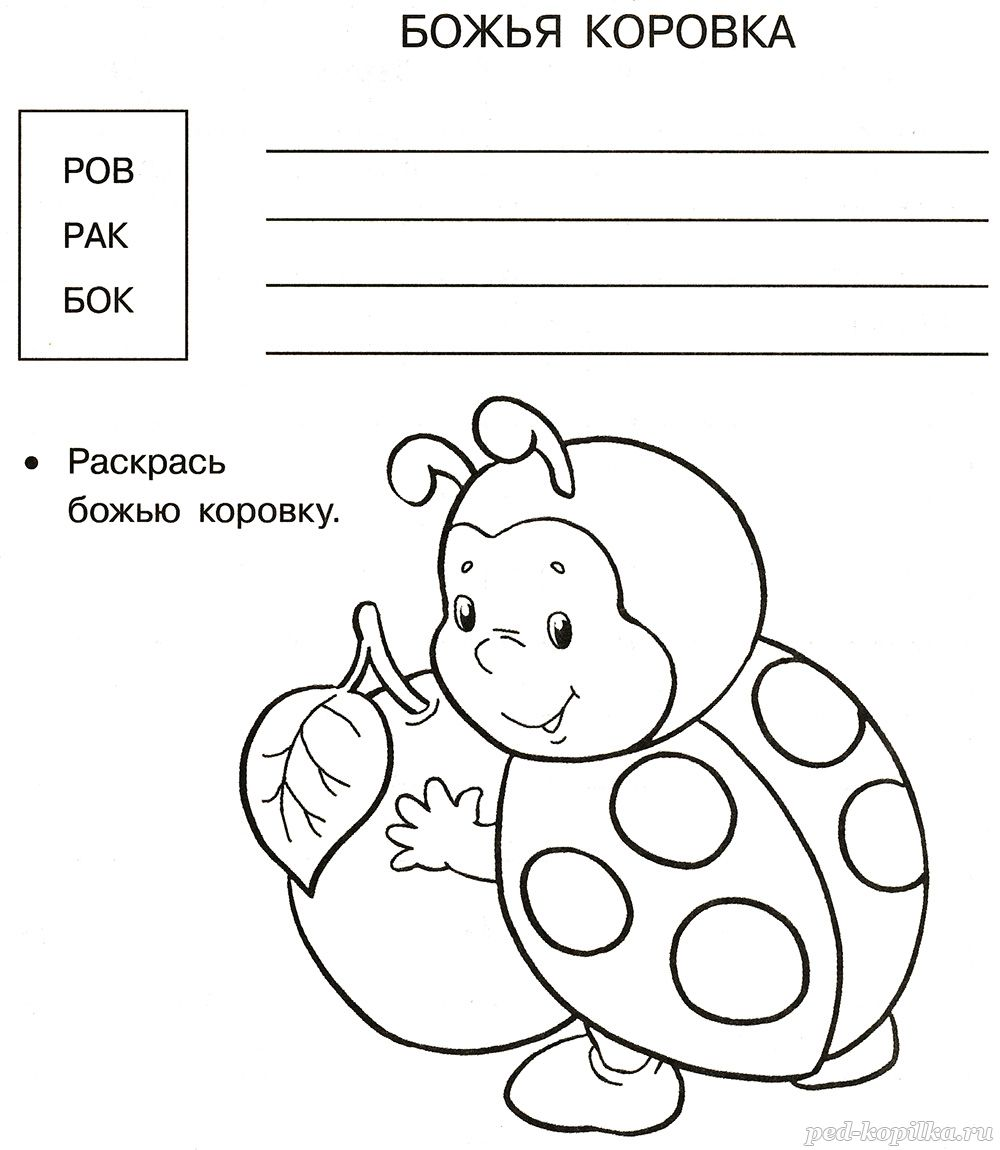 БОЖЬЯ КОРОВКА
РОВ
РАК
БОК
• Раскрась
божью коровку.
ped-kopilka.ru